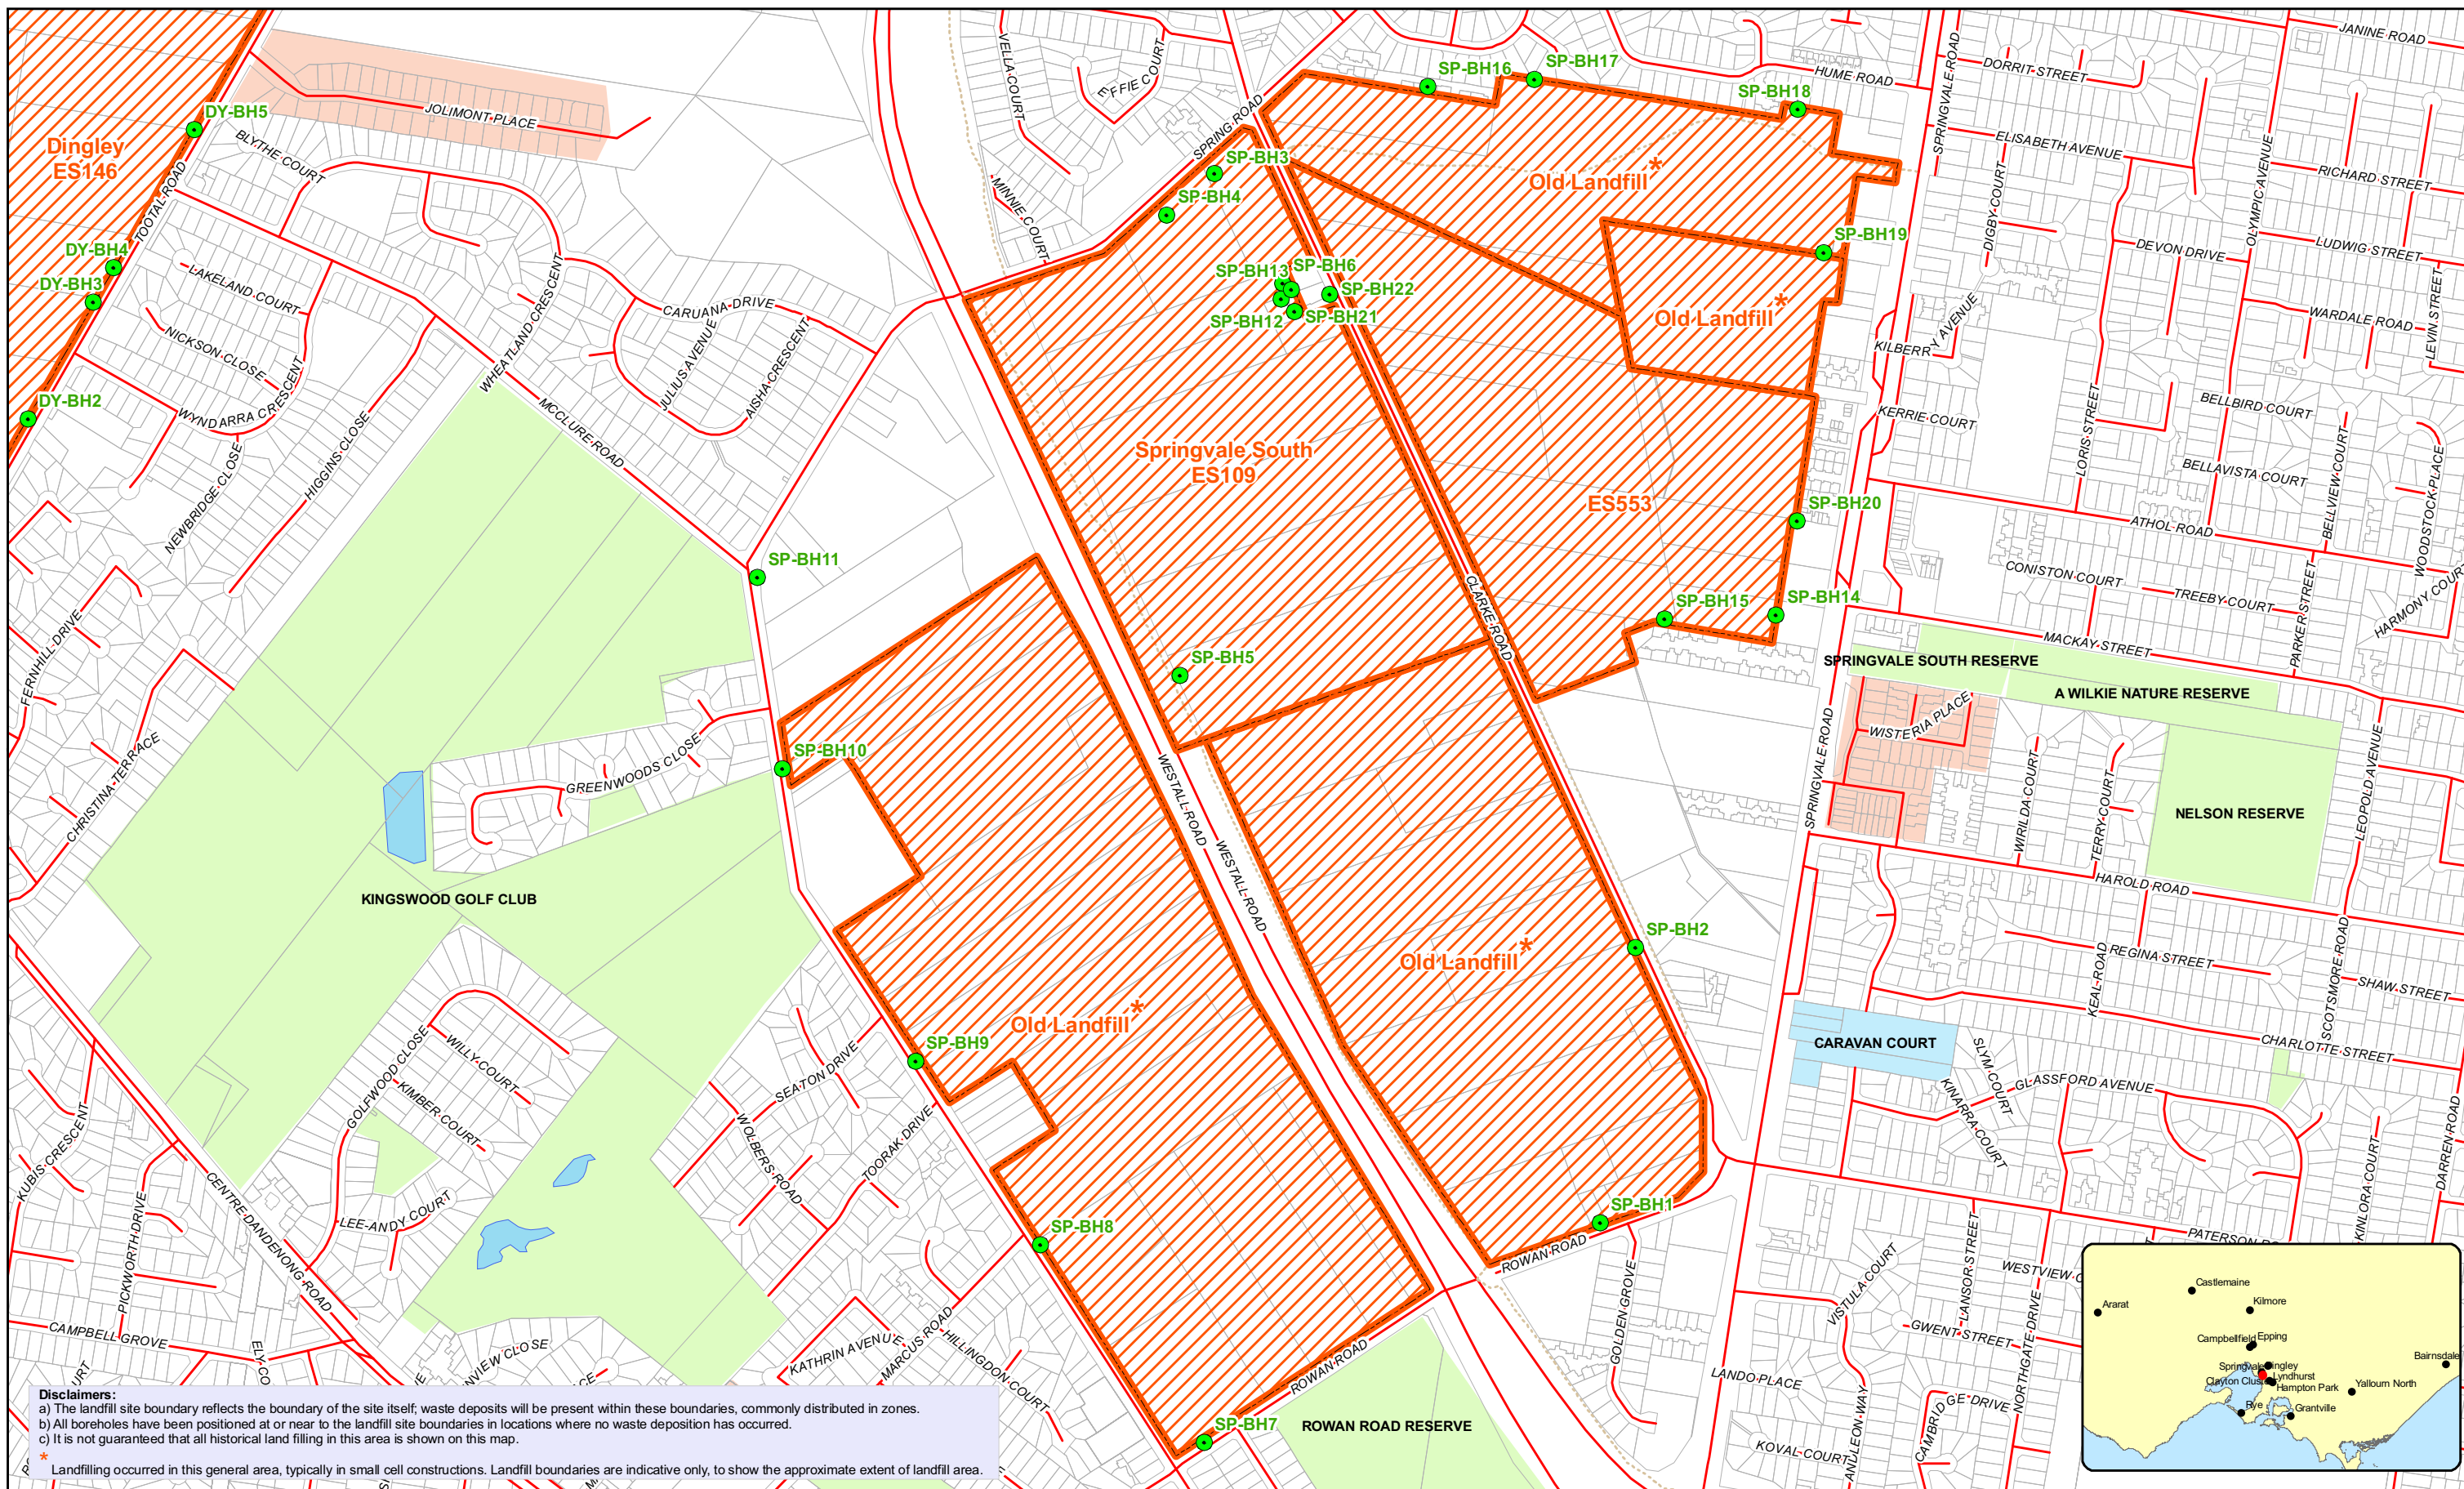 JANINE ROAD
VELLA COURT
EFFIE COURT
HUME ROAD
SPRINGVALE ROAD
DORRIT STREET
SP-BH16
SP-BH17
SP-BH18
DY-BH5
JOLIMONT PLACE
SPRING ROAD
ELISABETH AVENUE
OLYMPIC AVENUE
RICHARD STREET
Dingley
ES146
BLYTHE COURT
TOOTAL ROAD
SP-BH3
SP-BH4
MINNIE COURT
Old Landfill*
DIGBY COURT
SP-BH19
DEVON DRIVE
LUDWIG STREET
DY-BH4
DY-BH3
LAKELAND COURT
WHEATLAND CRESCENT
CARUANA DRIVE
SP-BH13
SP-BH6
SP-BH22
SP-BH12
SP-BH21
Old Landfill*
KILBERRY AVENUE
WARDALE ROAD
LEVIN STREET
NICKSON CLOSE
JULIUS AVENUE
AISHA CRESCENT
DY-BH2
WYNDARRA CRESCENT
HIGGINS CLOSE
MCCLURE ROAD
KERRIE COURT
LORIS STREET
BELLBIRD COURT
Springvale South
ES109
NEWBRIDGE CLOSE
ES553
SP-BH20
BELLAVISTA COURT
BELLVIEW COURT
WOODSTOCK PLACE
ATHOL ROAD
SP-BH11
CLARKE ROAD
SP-BH15
SP-BH14
CONISTON COURT
TREEBY COURT
PARKER STREET
HARMONY COURT
FERNHILL DRIVE
SP-BH5
MACKAY STREET
SPRINGVALE SOUTH RESERVE
A WILKIE NATURE RESERVE
CHRISTINA TERRACE
GREENWOODS CLOSE
SP-BH10
WESTALL ROAD
WESTALL ROAD
SPRINGVALE ROAD
WISTERIA PLACE
WIRILDA COURT
TERRY COURT
NELSON RESERVE
LEOPOLD AVENUE
KINGSWOOD GOLF CLUB
HAROLD ROAD
SP-BH2
Old Landfill*
KEAL ROAD
REGINA STREET
SCOTSMORE ROAD
SHAW STREET
Old Landfill*
SP-BH9
GOLFWOOD CLOSE
WILLY COURT
KIMBER COURT
SEATON DRIVE
WOLBERS ROAD
TOORAK DRIVE
CARAVAN COURT
SLYM COURT
KINARRA COURT
GLASSFORD AVENUE
CHARLOTTE STREET
KUBIS CRESCENT
PICKWORTH DRIVE
CENTRE DANDENONG ROAD
LEE-ANDY COURT
SP-BH8
SP-BH1
ROWAN ROAD
KINLORA COURT
DARREN ROAD
PATERSON RO
LANSOR STREET
WESTVIEW C
NORTHGATE DRIVE
VISTULA COURT
GWENT STREET
CAMPBELL GROVE
ELY CO
NVIEW CLOSE
KATHRIN AVENUE
MARCUS ROAD
HILLINGDON COURT
ROWAN ROAD
GOLDEN GROVE
LANDO PLACE
KOVAL COURT
ANDLEON WAY
CAMBRIDGE DRIVE
SP-BH7
ROWAN ROAD RESERVE
Castlemaine
Ararat
Kilmore
Campbellfield
Epping
Bairnsdale
Lyndhurst
Hampton Park
Yallourn North
Rye
Grantville
Disclaimers:
a) The landfill site boundary reflects the boundary of the site itself; waste deposits will be present within these boundaries, commonly distributed in zones.
b) All boreholes have been positioned at or near to the landfill site boundaries in locations where no waste deposition has occurred.
c) It is not guaranteed that all historical land filling in this area is shown on this map.
* Landfilling occurred in this general area, typically in small cell constructions. Landfill boundaries are indicative only, to show the approximate extent of landfill area.